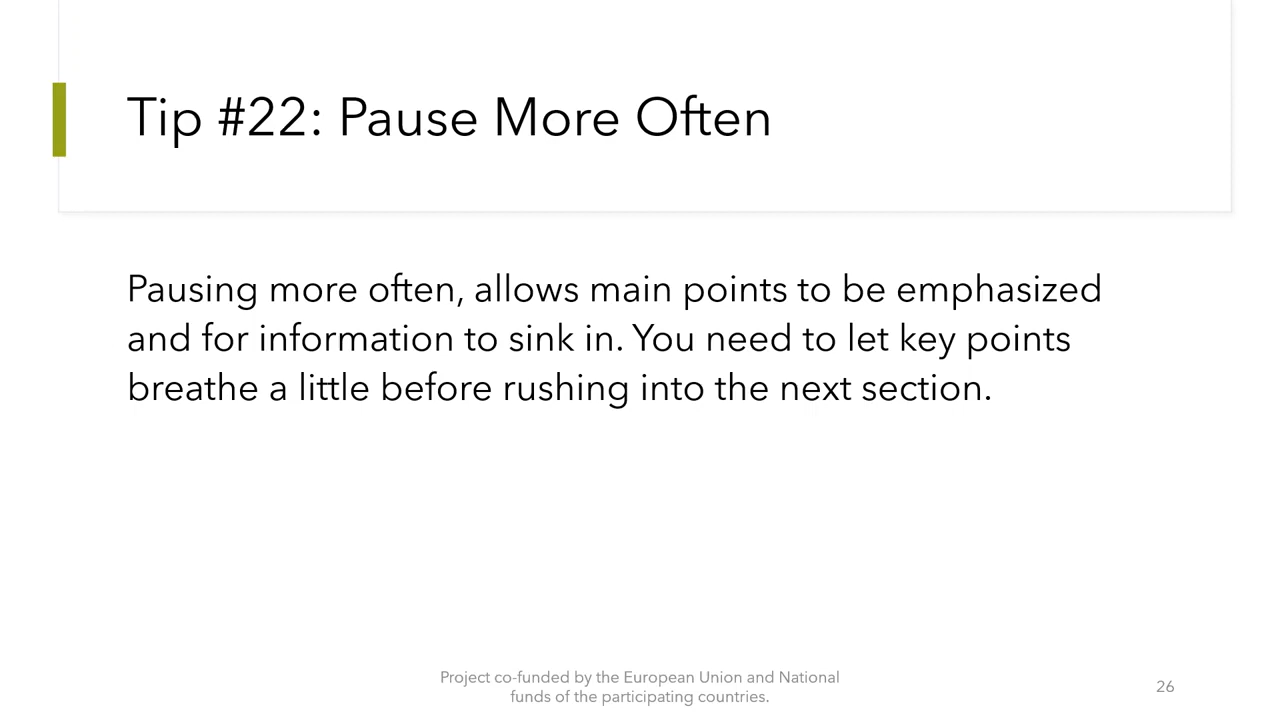 Tip #22: Pause More Often
Pausing more often, allows main points to be emphasized
and for information to sink in. You need to let key points
breathe a little before rushing into the next section.
Project co-funded by the European Union and National
funds of the participating countries.
26